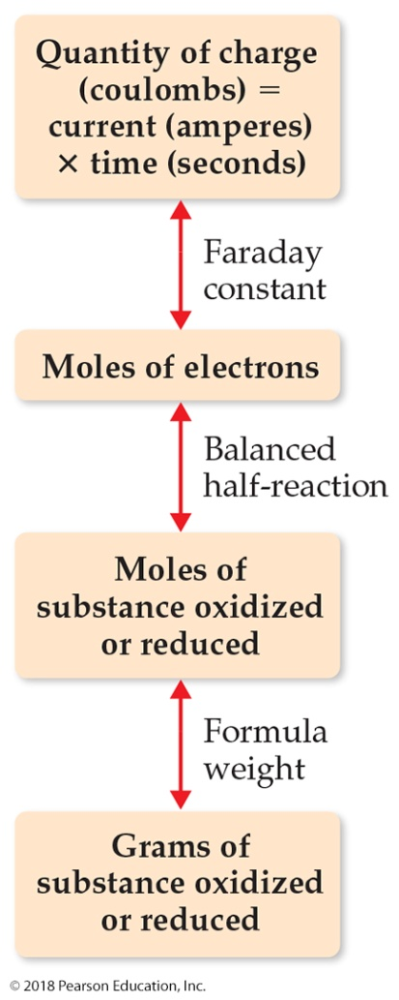 Quantity of charge
(coulombs) =
current (amperes)
× time (seconds)
Faraday
constant
Moles of electrons
Balanced
half-reaction
Moles of
substance oxidized
or reduced
Formula
weight
Grams of
substance oxidized
or reduced
© 2018 Pearson Education, Inc.